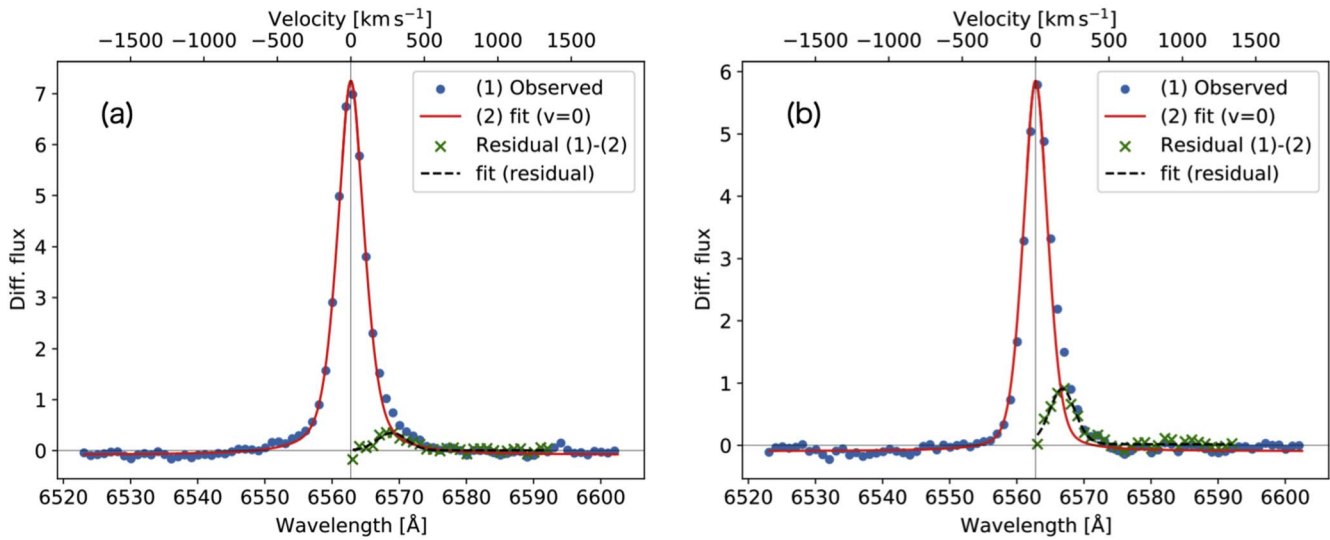 Velocity [km s⁻¹]
−1500 −1000 −500 0 500 1000 1500
(a)
(1) Observed
(2) fit (v=0)
Residual (1)-(2)
fit (residual)
7
6
5
4
3
2
1
0
Diff. flux
6520 6530 6540 6550 6560 6570 6580 6590 6600
Wavelength [Å]
Velocity [km s⁻¹]
−1500 −1000 −500 0 500 1000 1500
(b)
(1) Observed
(2) fit (v=0)
Residual (1)-(2)
fit (residual)
6
5
4
3
2
1
0
Diff. flux
6520 6530 6540 6550 6560 6570 6580 6590 6600
Wavelength [Å]